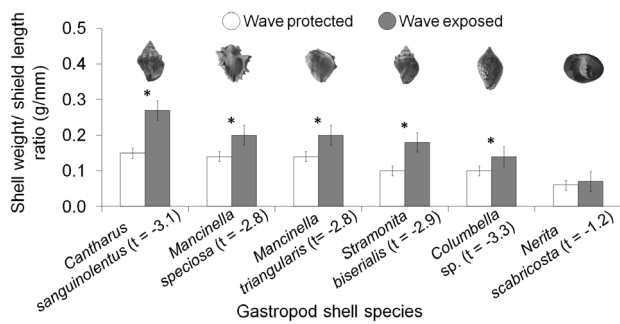 Wave protected Wave exposed
Shell weight/ shield length
ratio (g/mm)
0.5
0.4
0.3
0.2
0.1
0.0
*
*
*
*
*
Cantharus
sanguinolentus (t = -3.1)
Mancinella
speciosa (t = -2.8)
Mancinella
triangularis (t= -2.8)
Stramonita
biserialis (t = -2.9)
Columbella
sp. (t = -3.3)
Nerita
scabricosta (t = -1.2)
Gastropod shell species